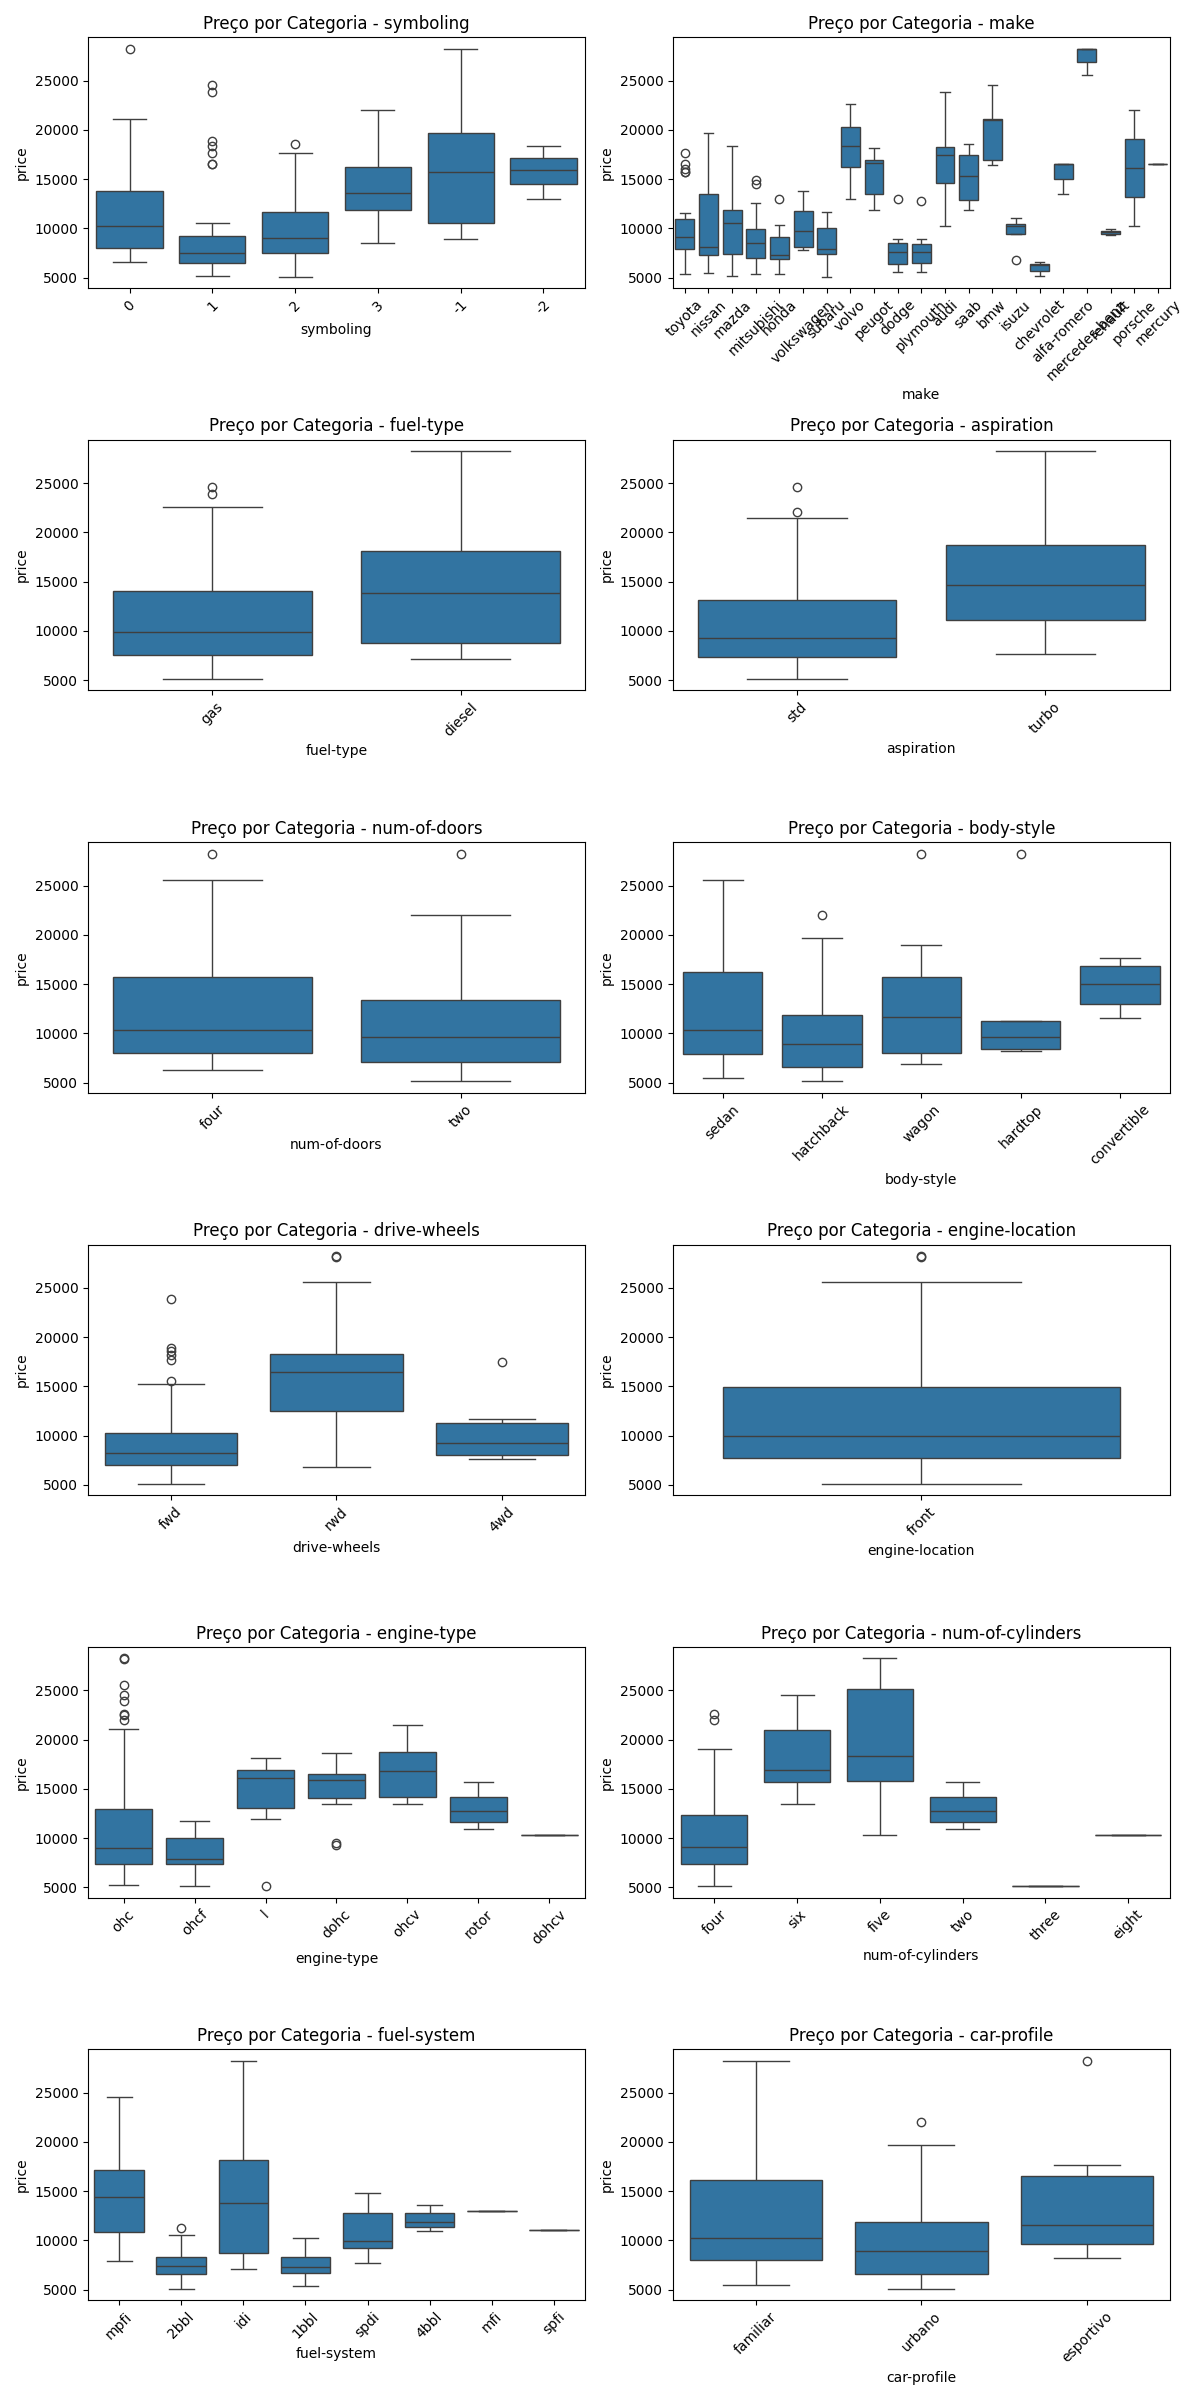 Preço por Categoria - symboling
25000
20000
15000
10000
5000
price
0 1 2 3 -1 -2
symboling
Preço por Categoria - make
25000
20000
15000
10000
5000
price
toyota nissan mazda mitsubishi honda volkswagen subaru volvo peugot dodge plymouth audi saab bmw isuzu chevrolet alfa-romero mercedes-benz renault porsche mercury
make
Preço por Categoria - fuel-type
25000
20000
15000
10000
5000
price
gas diesel
fuel-type
Preço por Categoria - aspiration
25000
20000
15000
10000
5000
price
std turbo
aspiration
Preço por Categoria - num-of-doors
25000
20000
15000
10000
5000
price
four two
num-of-doors
Preço por Categoria - body-style
25000
20000
15000
10000
5000
price
sedan hatchback wagon hardtop convertible
body-style
Preço por Categoria - drive-wheels
25000
20000
15000
10000
5000
price
fwd rwd 4wd
drive-wheels
Preço por Categoria - engine-location
25000
20000
15000
10000
5000
price
front
engine-location
Preço por Categoria - engine-type
25000
20000
15000
10000
5000
price
ohc ohcf l dohc ohcv rotor dohcv
engine-type
Preço por Categoria - num-of-cylinders
25000
20000
15000
10000
5000
price
four six five two three eight
num-of-cylinders
Preço por Categoria - fuel-system
25000
20000
15000
10000
5000
price
mpfi 2bbl idi 1bbl spdi 4bbl mfi spfi
fuel-system
Preço por Categoria - car-profile
25000
20000
15000
10000
5000
price
familiar urbano esportivo
car-profile